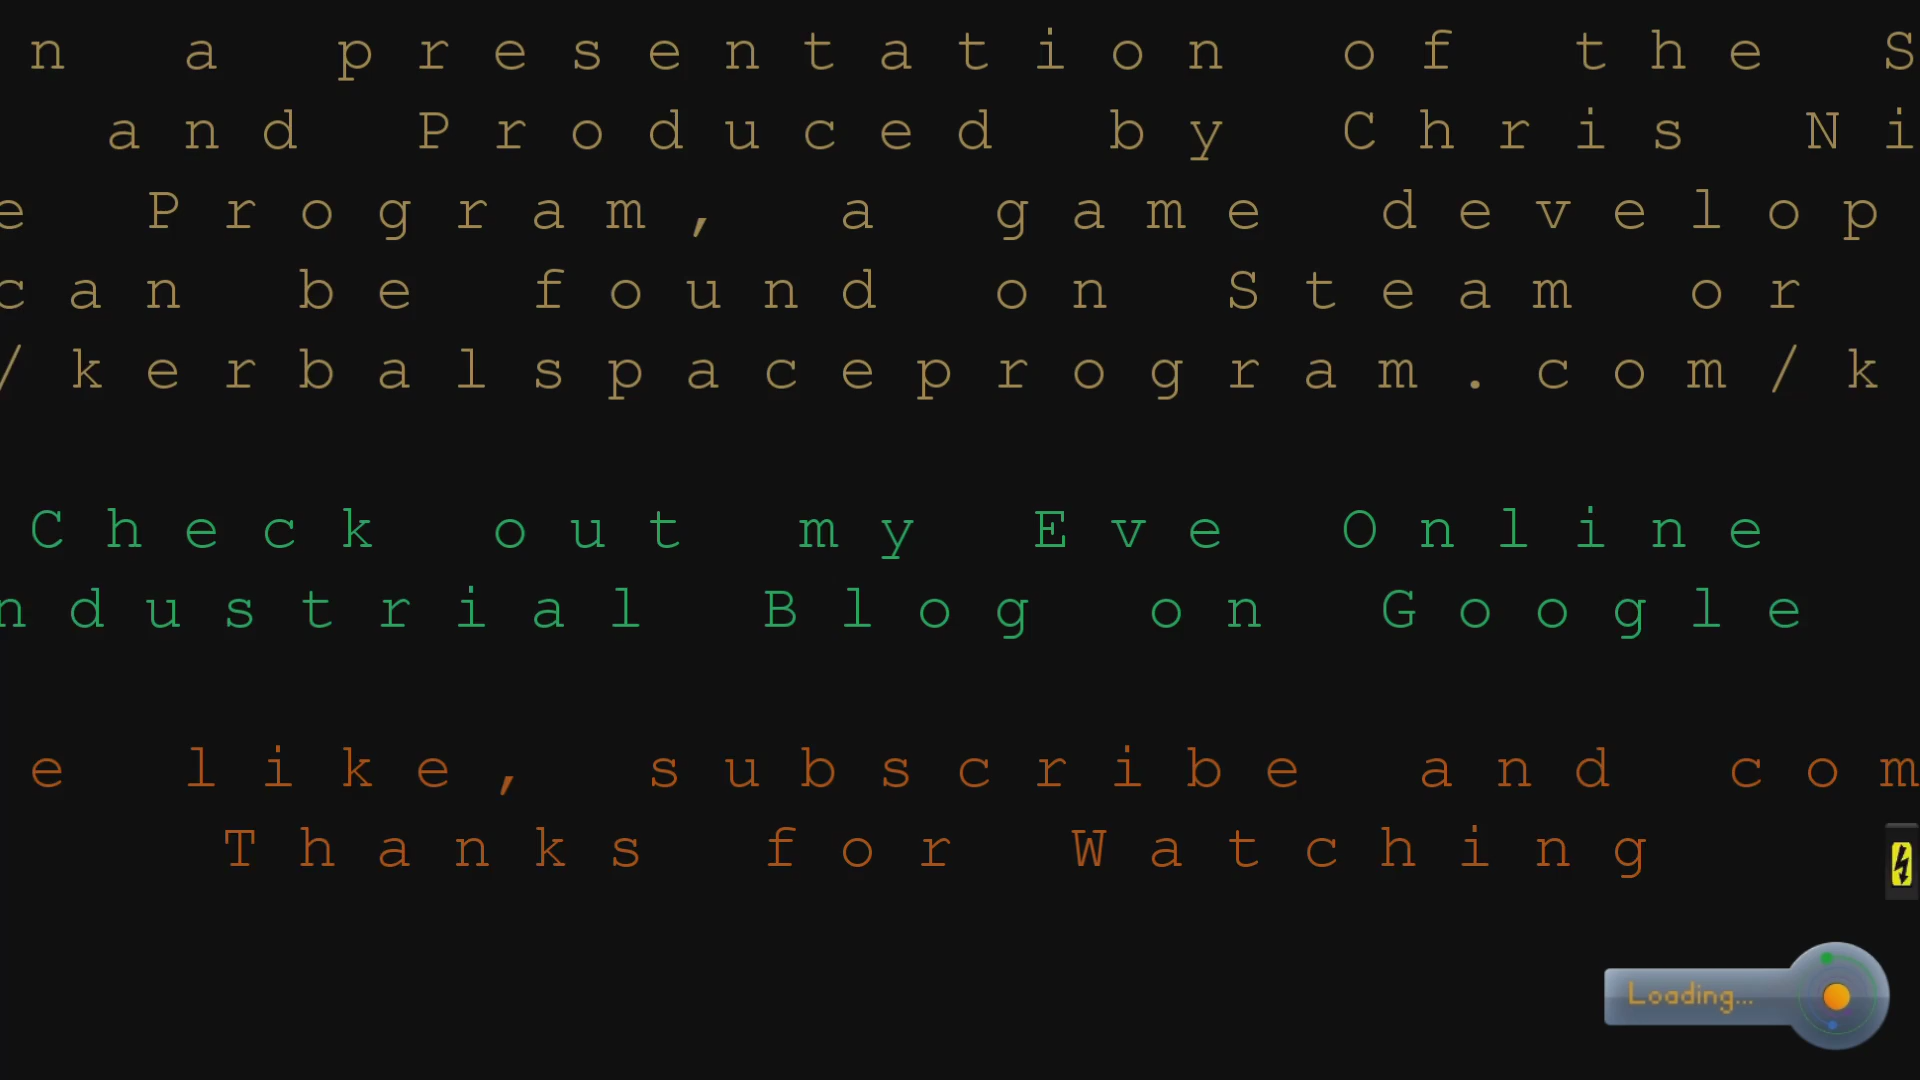 n a presentation of the S
and Produced by Chris Ni
e Program, a game develop
can be found on Steam or
/kerbalspaceprogram.com/k
Check out my Eve Online
ndustrial Blog on Google
e like, subscribe and com
Thanks for Watching
Loading...